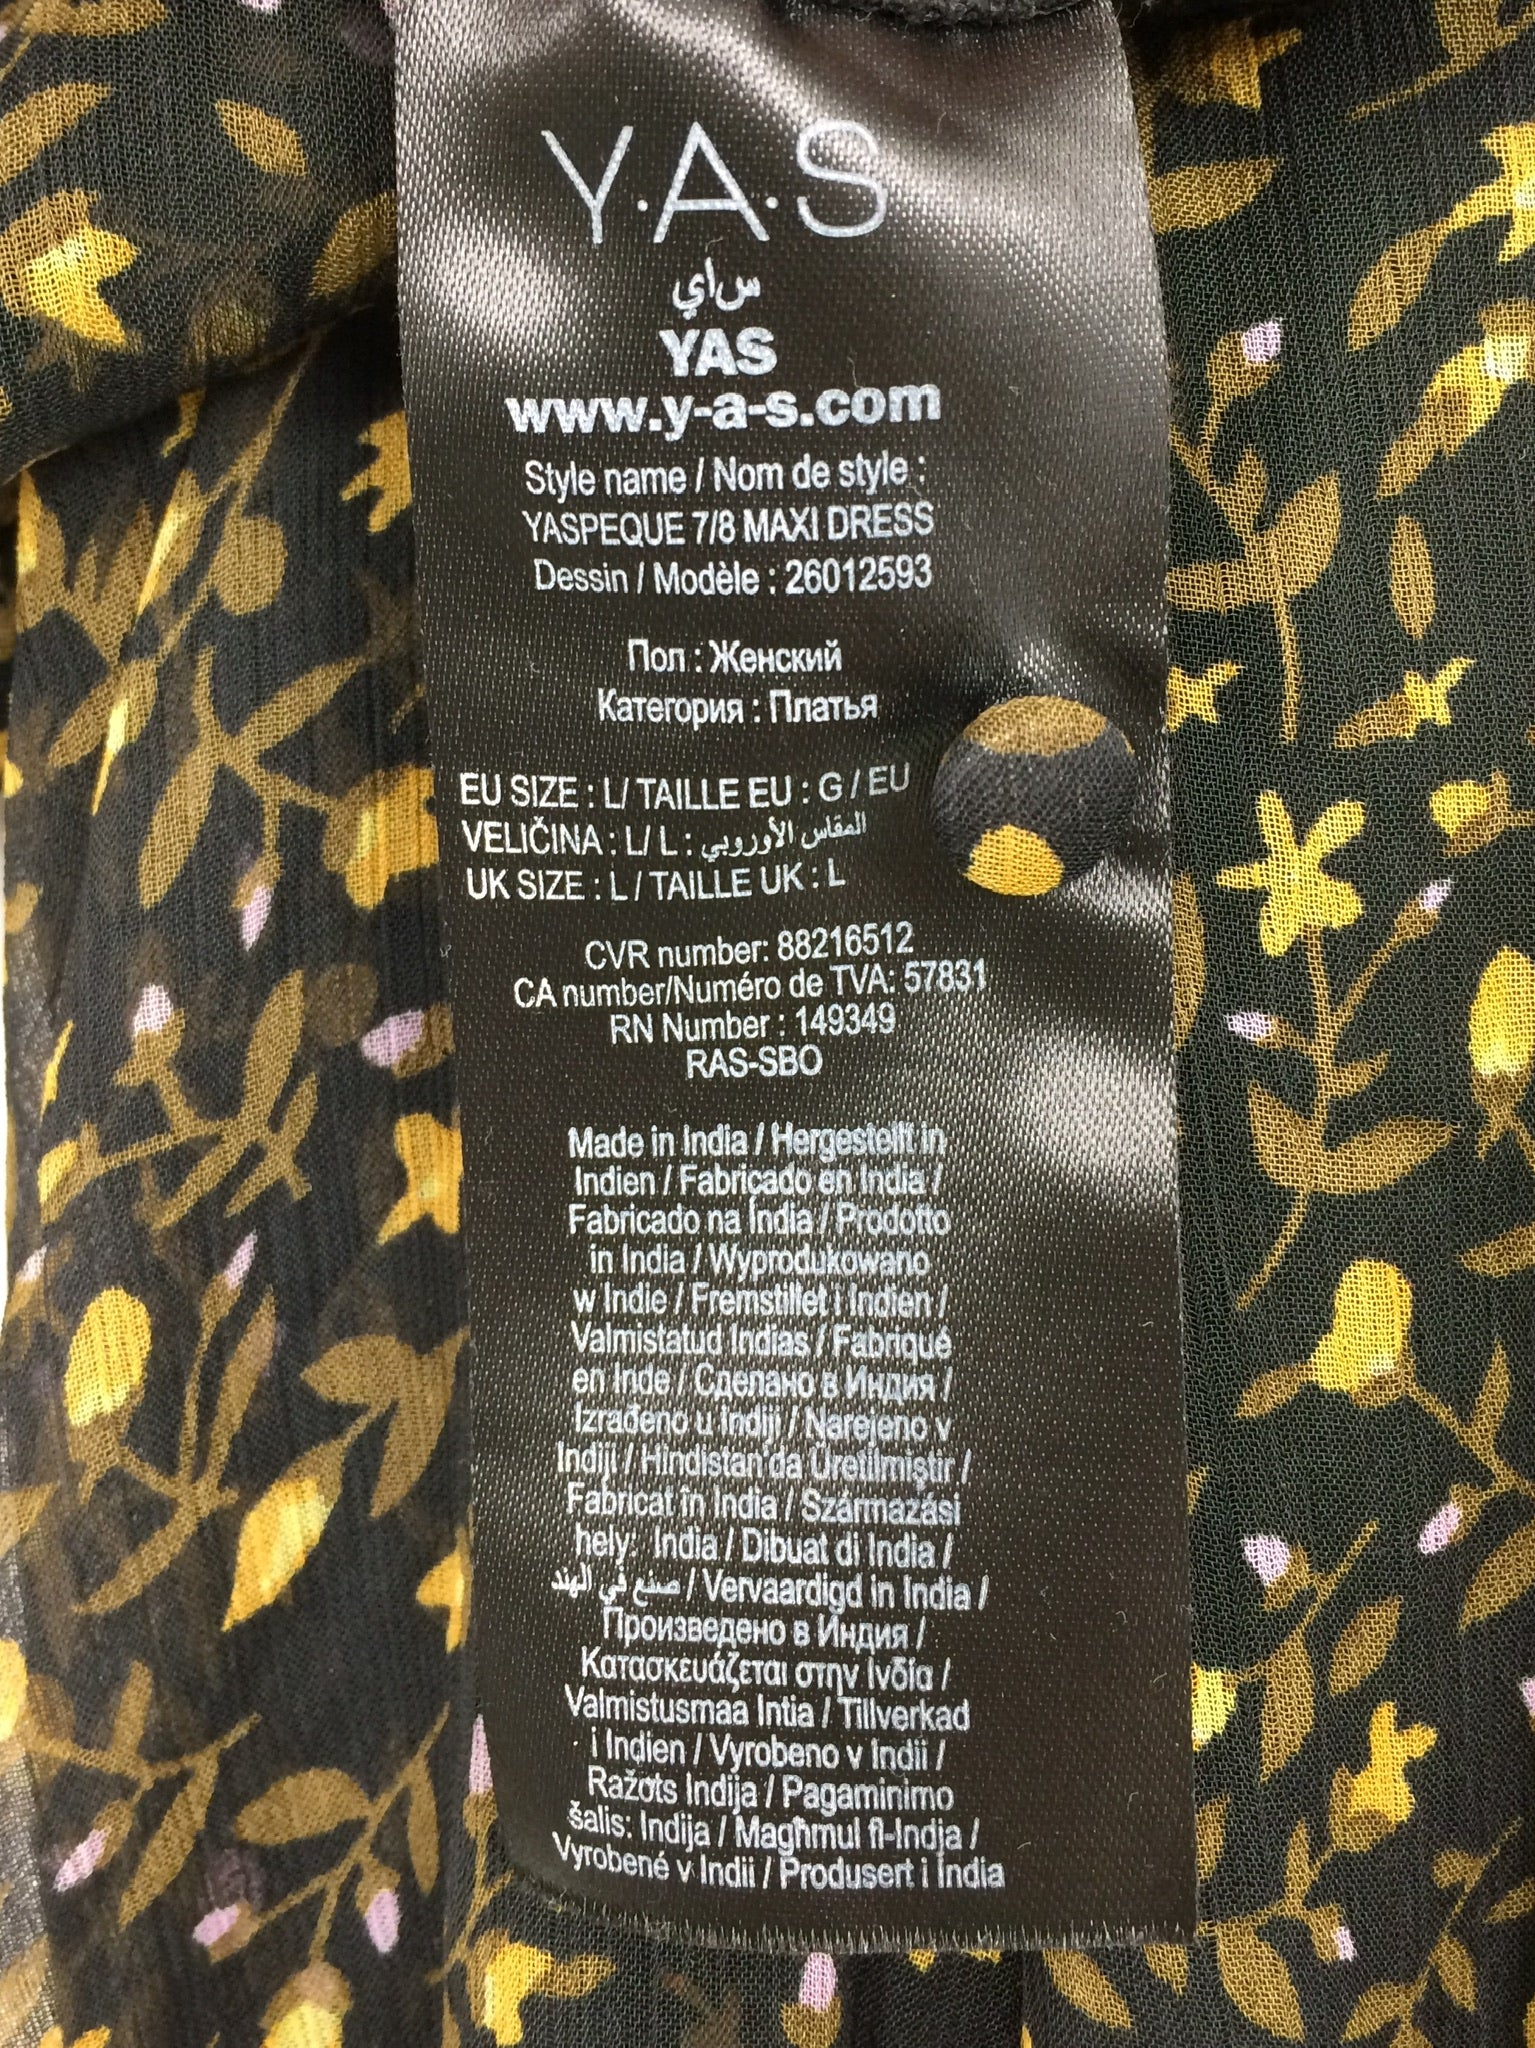 Y·A·S
ساي
YAS
www.y-a-s.com
Style name / Nom de style :
YASPEQUE 7/8 MAXI DRESS
Dessin / Modèle : 26012593
Пол : Женский
Категория : Платья
EU SIZE : L/ TAILLE EU : G / EU
VELIČINA : L/ L : المقاس الأوروبي
UK SIZE : L / TAILLE UK : L
CVR number: 88216512
CA number/Numéro de TVA: 57831
RN Number : 149349
RAS-SBO
Made in India / Hergestellt in
Indien / Fabricado en India /
Fabricado na Índia / Prodotto
in India / Wyprodukowano
w Indie / Fremstillet i Indien /
Valmistatud Indias / Fabriqué
en Inde / Сделано в Индия /
Izrađeno u Indiji / Narejeno v
Indiji / Hindistan'da Üretilmiştir /
Fabricat în India / Származási
hely: India / Dibuat di India /
صنع في الهند / Vervaardigd in India /
Произведено в Индия /
Κατασκευάζεται στην Ινδία /
Valmistusmaa Intia / Tillverkad
i Indien / Vyrobeno v Indii /
Ražots Indija / Pagaminimo
šalis: Indija / Magħmul fl-Indja /
Vyrobené v Indii / Produsert i India